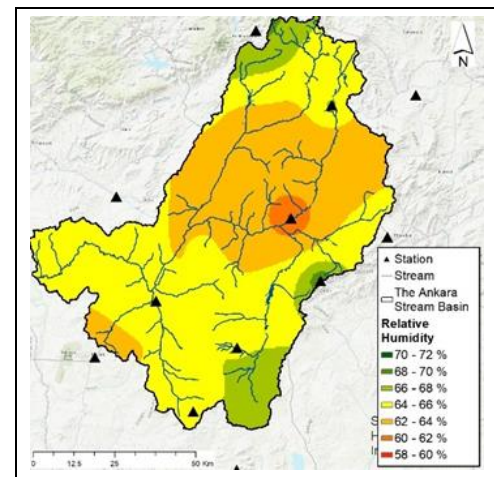 N
Station
Stream
The Ankara
Stream Basin
Relative
Humidity
70 - 72 %
68 - 70 %
66 - 68 %
64 - 66 %
62 - 64 %
60 - 62 %
58 - 60 %
S
H
In
0 12.5 25 50 Km